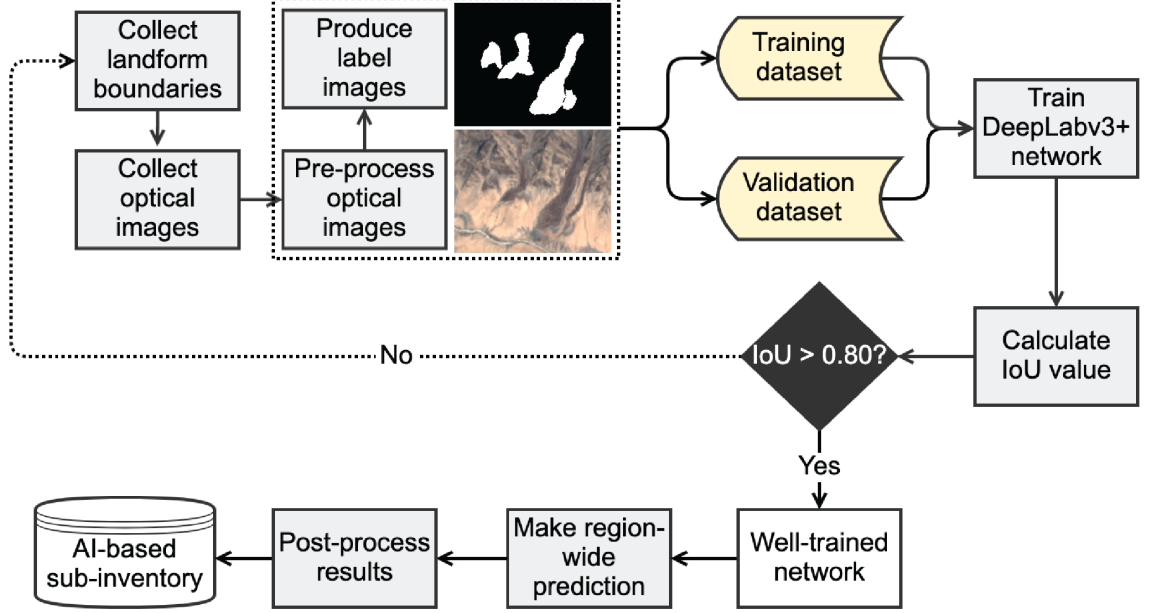 Collect
landform
boundaries
Collect
optical
images
Produce
label
images
Pre-process
optical
images
Training
dataset
Validation
dataset
Train
DeepLabv3+
network
Calculate
IoU value
IoU > 0.80?
No
Yes
Well-trained
network
Make region-
wide
prediction
Post-process
results
AI-based
sub-inventory